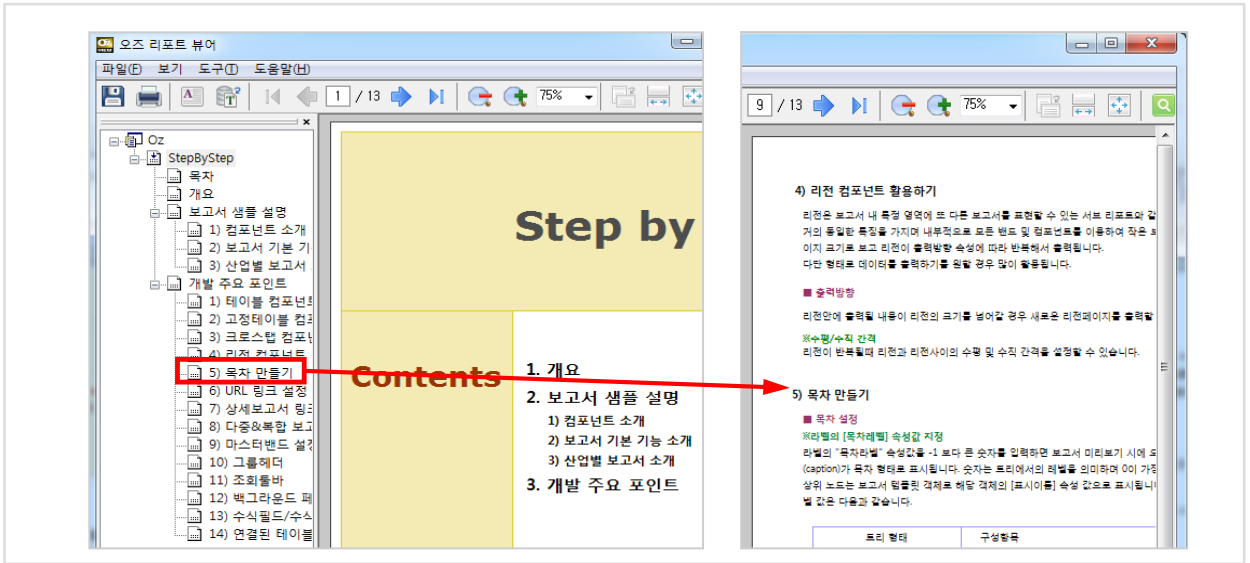 오즈 리포트 뷰어
파일(F) 보기 도구(T) 도움말(H)
1 / 13 75%
Oz
StepByStep
목차
개요
보고서 샘플 설명
1) 컴포넌트 소개
2) 보고서 기본 기
3) 산업별 보고서
개발 주요 포인트
1) 테이블 컴포넌트
2) 고정테이블 컴포
3) 크로스탭 컴포넌
4) 리전 컴포넌트
5) 목차 만들기
6) URL 링크 설정
7) 상세보고서 링크
8) 다중&복합 보고
9) 마스터밴드 설정
10) 그룹헤더
11) 조회툴바
12) 백그라운드 페
13) 수식필드/수식
14) 연결된 테이블
Step by
Contents
1. 개요
2. 보고서 샘플 설명
1) 컴포넌트 소개
2) 보고서 기본 기능 소개
3) 산업별 보고서 소개
3. 개발 주요 포인트
9 / 13 75%
4) 리전 컴포넌트 활용하기
리전은 보고서 내 특정 영역에 또 다른 보고서를 표현할 수 있는 서브 리포트와 같
거의 동일한 특징을 가지며 내부적으로 모든 밴드 및 컴포넌트를 이용하여 작은 보
이지 크기로 보고 리전이 출력방향 속성에 따라 반복해서 출력됩니다.
다단 형태로 데이터를 출력하기를 원할 경우 많이 활용됩니다.
■ 출력방향
리전안에 출력될 내용이 리전의 크기를 넘어갈 경우 새로운 리전페이지를 출력할
※수평/수직 간격
리전이 반복될때 리전과 리전사이의 수평 및 수직 간격을 설정할 수 있습니다.
5) 목차 만들기
■ 목차 설정
※라벨의 [목차레벨] 속성값 지정
라벨의 "목차라벨" 속성값을 -1 보다 큰 숫자를 입력하면 보고서 미리보기 시에 오
(caption)가 목차 형태로 표시됩니다. 숫자는 트리에서의 레벨을 의미하며 0이 가장
상위 노드는 보고서 템플릿 객체로 해당 객체의 [표시이름] 속성 값으로 표시됩니
벨 값은 다음과 같습니다.
트리 형태 구성항목